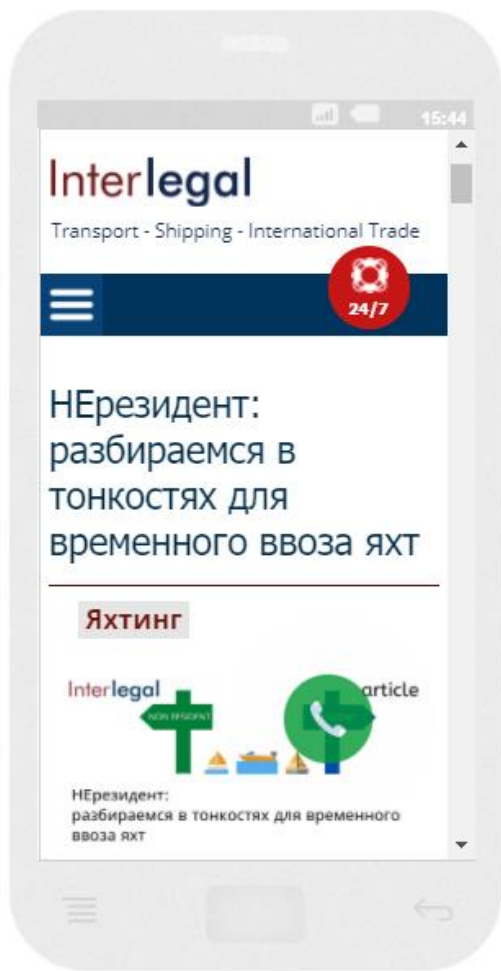 15:44
Interlegal
Transport - Shipping - International Trade
24/7
НЕрезидент:
разбираемся в
тонкостях для
временного ввоза яхт
Яхтинг
Interlegal
article
NON RESIDENT
НЕрезидент:
разбираемся в тонкостях для временного
ввоза яхт